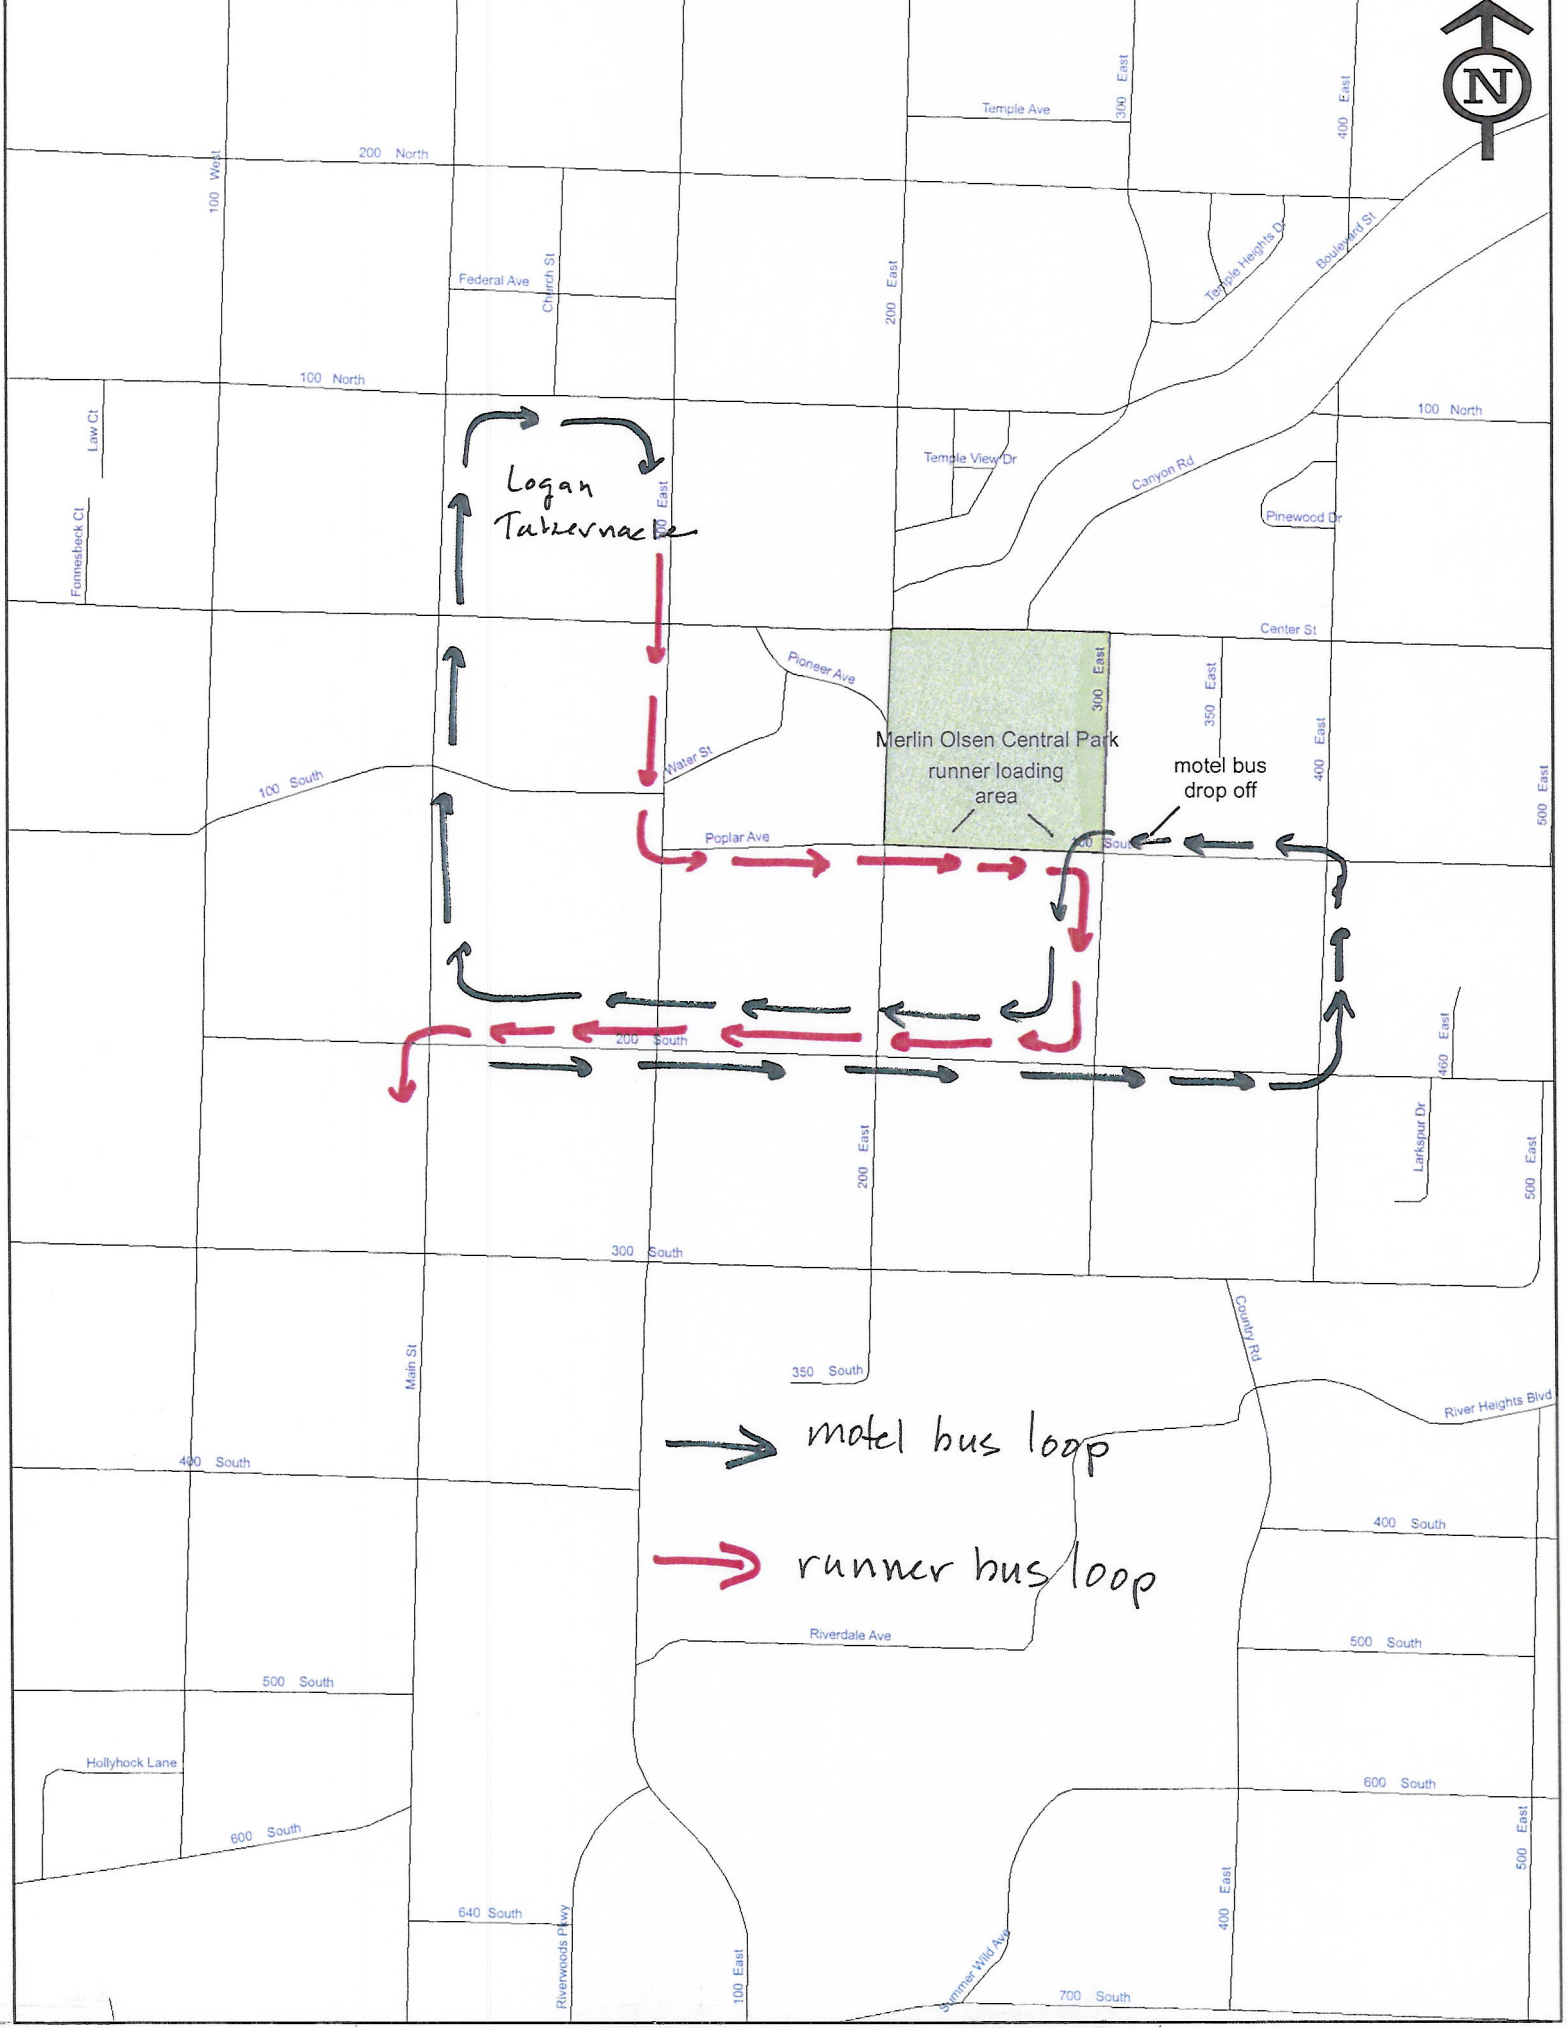 N
Temple Ave
300 East
400 East
200 North
100 West
Church St
Federal Ave
200 East
Temple Heights Dr
Boulevard St
100 North
100 North
Law Ct
Temple View Dr
Canyon Rd
Logan
Tabernacle
East
Pinewood Dr
Fonnesbeck Ct
Center St
Pioneer Ave
300 East
350 East
400 East
500 East
Merlin Olsen Central Park
runner loading
area
motel bus
drop off
Water St
100 South
Poplar Ave
200 South
460 East
Larkspur Dr
200 East
500 East
300 South
Main St
Country Rd
350 South
River Heights Blvd
motel bus loop
400 South
400 South
runner bus loop
Riverdale Ave
500 South
500 South
Hollyhock Lane
600 South
600 South
500 East
400 East
640 South
Riverwoods Pkwy
100 East
Summer Wild Ave
700 South